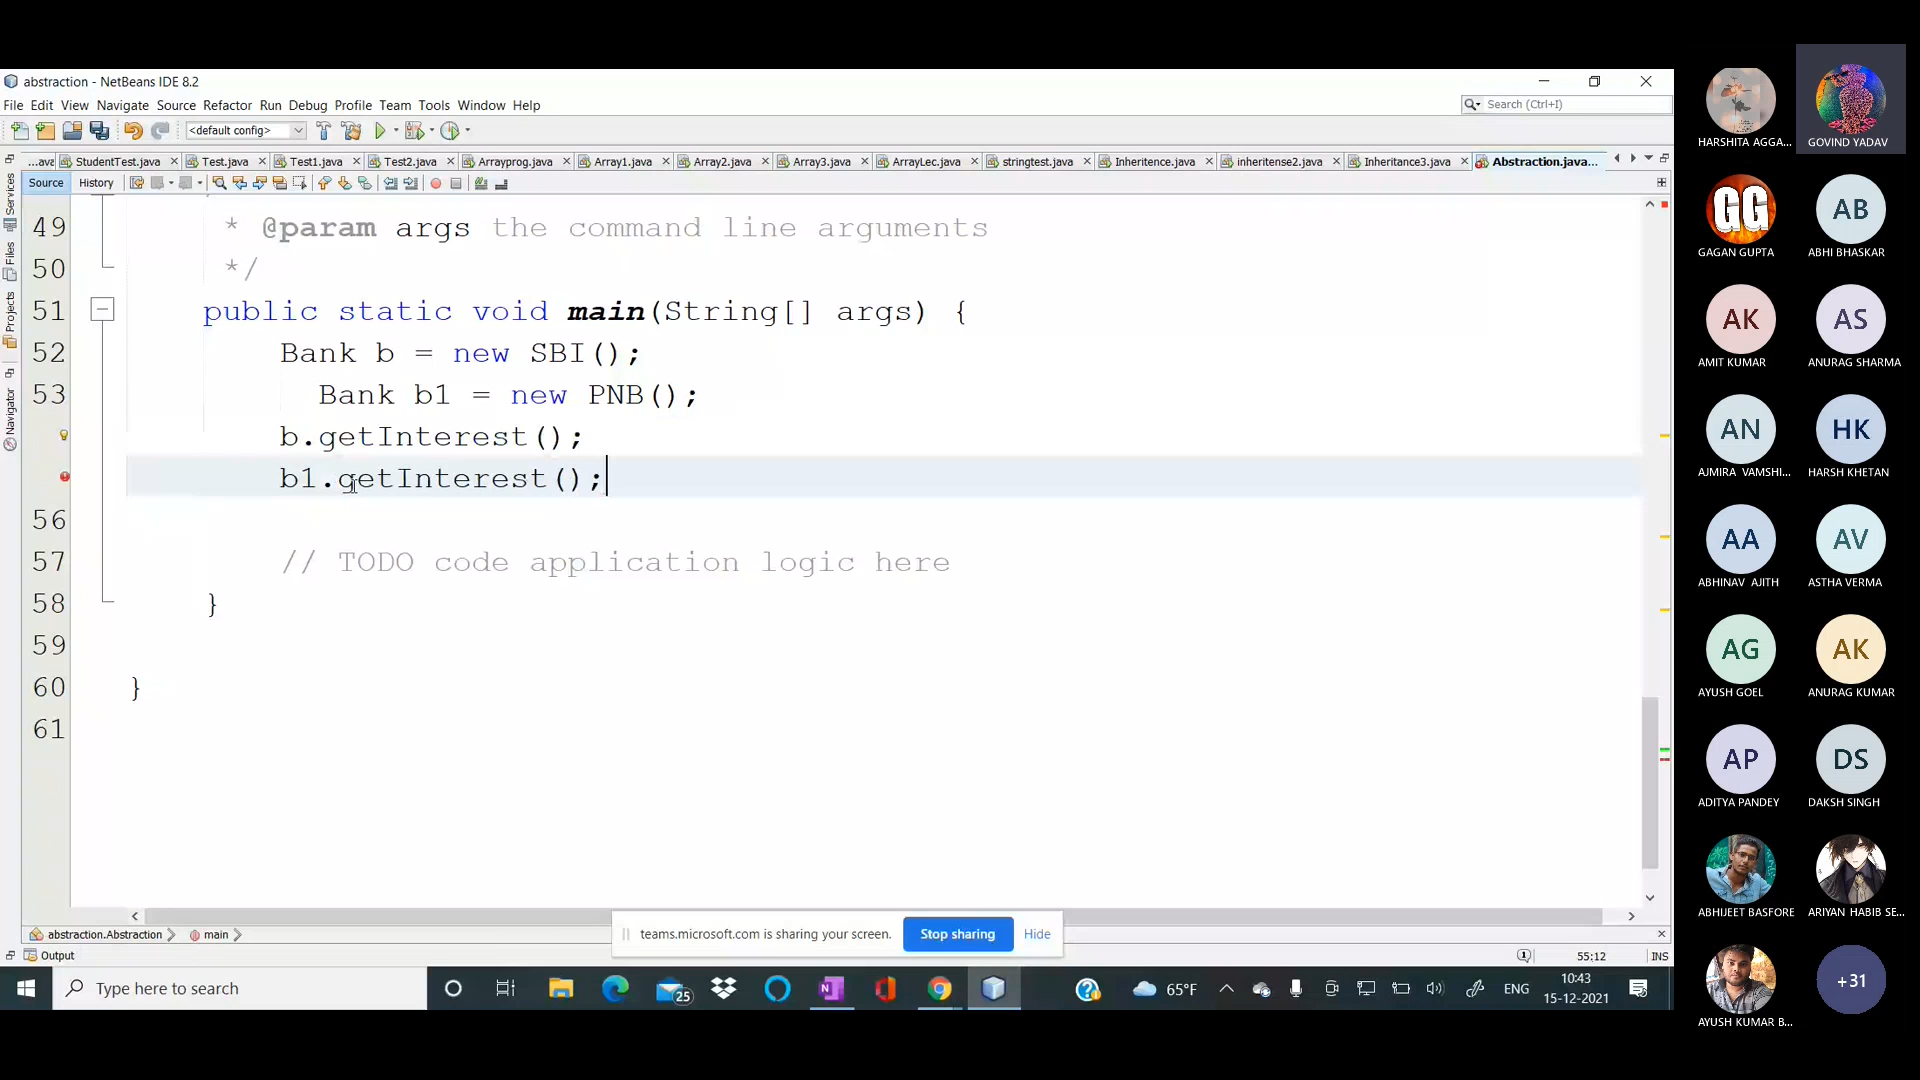 abstraction - NetBeans IDE 8.2
File Edit View Navigate Source Refactor Run Debug Profile Team Tools Window Help
Search (Ctrl+I)
<default config>
...ava StudentTest.java Test.java Test1.java Test2.java Arrayprog.java Array1.java Array2.java Array3.java ArrayLec.java stringtest.java Inheritence.java inheritense2.java Inheritance3.java Abstraction.java...
Source History
Services
Files
Projects
Navigator
49 * @param args the command line arguments
50 */
51 public static void main(String[] args) {
52 Bank b = new SBI();
53 Bank b1 = new PNB();
b.getInterest();
b1.getInterest();
56
57 // TODO code application logic here
58 }
59
60 }
61
teams.microsoft.com is sharing your screen. Stop sharing Hide
abstraction.Abstraction main
Output
1 55:12 INS
Type here to search
25
65°F
ENG
10:43
15-12-2021
HARSHITA AGGA...
GOVIND YADAV
GG
GAGAN GUPTA
AB
ABHI BHASKAR
AK
AMIT KUMAR
AS
ANURAG SHARMA
AN
AJMIRA VAMSHI...
HK
HARSH KHETAN
AA
ABHINAV AJITH
AV
ASTHA VERMA
AG
AYUSH GOEL
AK
ANURAG KUMAR
AP
ADITYA PANDEY
DS
DAKSH SINGH
ABHIJEET BASFORE
ARIYAN HABIB SE...
AYUSH KUMAR B...
+31